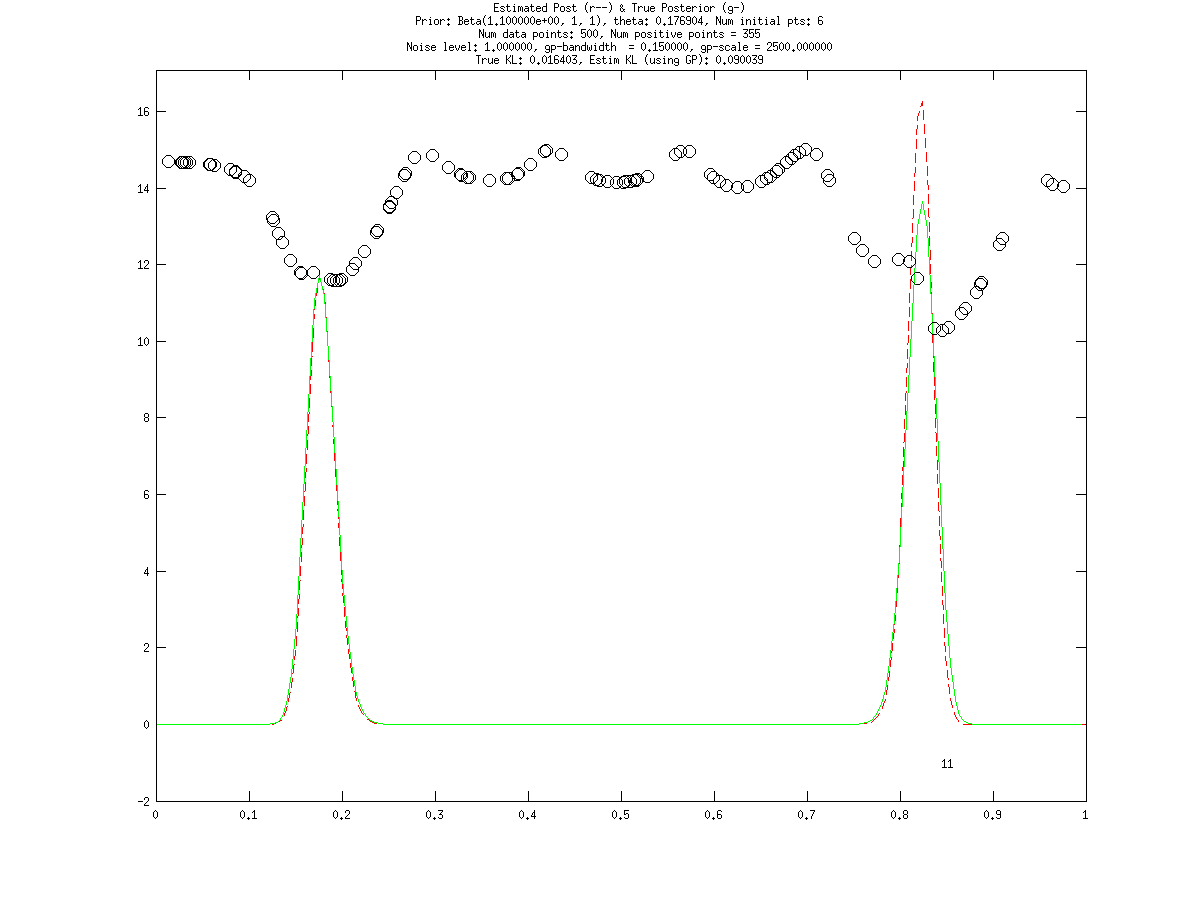 Estimated Post (r--) & True Posterior (g-)
Prior: Beta(1.100000e+00, 1, 1), theta: 0.176904, Num initial pts: 6
Num data points: 500, Num positive points = 355
Noise level: 1.000000, gp-bandwidth  = 0.150000, gp-scale = 2500.000000
True KL: 0.016403, Estim KL (using GP): 0.090039
16
14
12
10
8
6
4
2
0
11
-2
0 0.1 0.2 0.3 0.4 0.5 0.6 0.7 0.8 0.9 1